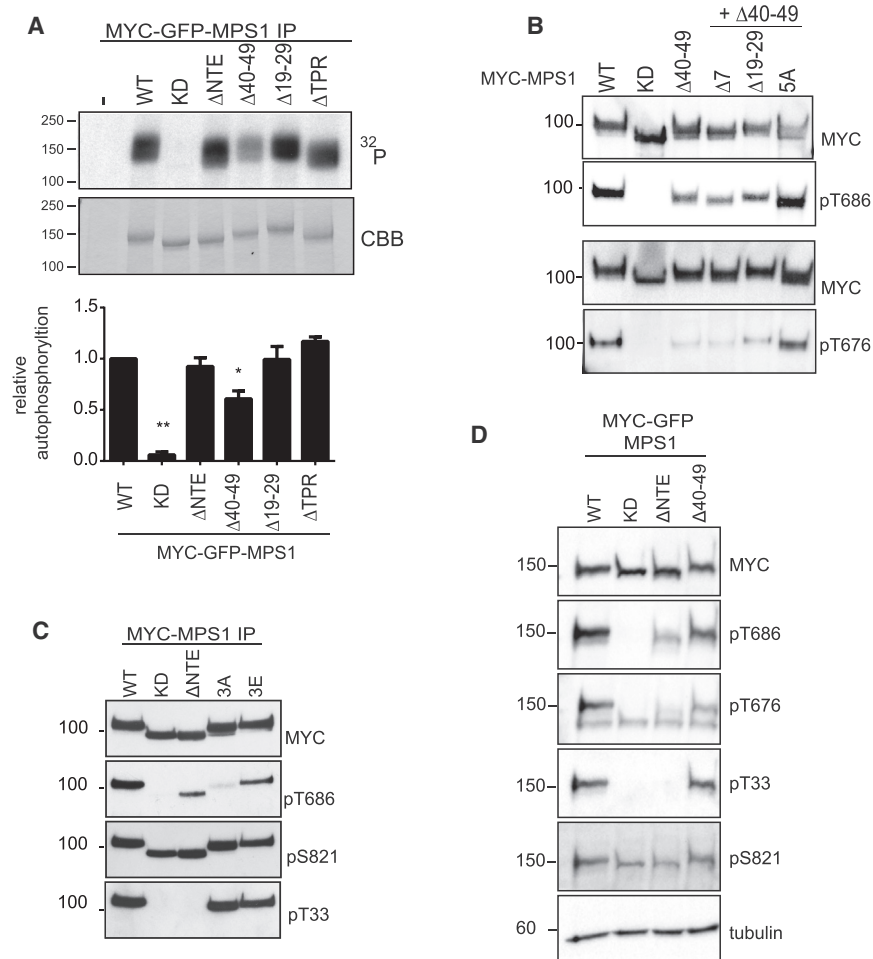 A
MYC-GFP-MPS1 IP
-
WT
KD
ΔNTE
Δ40-49
Δ19-29
ΔTPR
250
150
100
32P
250
150
100
CBB
relative
autophosphoryltion
1.5
1.0
0.5
0.0
**
*
WT
KD
ΔNTE
Δ40-49
Δ19-29
ΔTPR
MYC-GFP-MPS1
B
+ Δ40-49
MYC-MPS1
WT
KD
Δ40-49
Δ7
Δ19-29
5A
100
MYC
100
pT686
100
MYC
100
pT676
C
MYC-MPS1 IP
WT
KD
ΔNTE
3A
3E
100
MYC
100
pT686
100
pS821
100
pT33
D
MYC-GFP
MPS1
WT
KD
ΔNTE
Δ40-49
150
MYC
150
pT686
150
pT676
150
pT33
150
pS821
60
tubulin